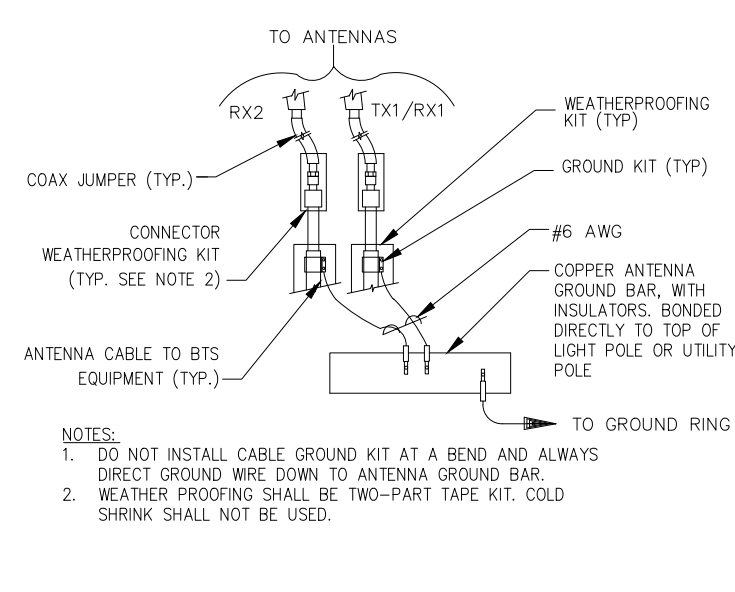 TO ANTENNAS
RX2
TX1/RX1
WEATHERPROOFING
KIT (TYP)
GROUND KIT (TYP)
COAX JUMPER (TYP.)
CONNECTOR
WEATHERPROOFING KIT
(TYP. SEE NOTE 2)
#6 AWG
COPPER ANTENNA
GROUND BAR, WITH
INSULATORS. BONDED
DIRECTLY TO TOP OF
LIGHT POLE OR UTILITY
POLE
ANTENNA CABLE TO BTS
EQUIPMENT (TYP.)
TO GROUND RING
NOTES:
1. DO NOT INSTALL CABLE GROUND KIT AT A BEND AND ALWAYS
DIRECT GROUND WIRE DOWN TO ANTENNA GROUND BAR.
2. WEATHER PROOFING SHALL BE TWO-PART TAPE KIT. COLD
SHRINK SHALL NOT BE USED.